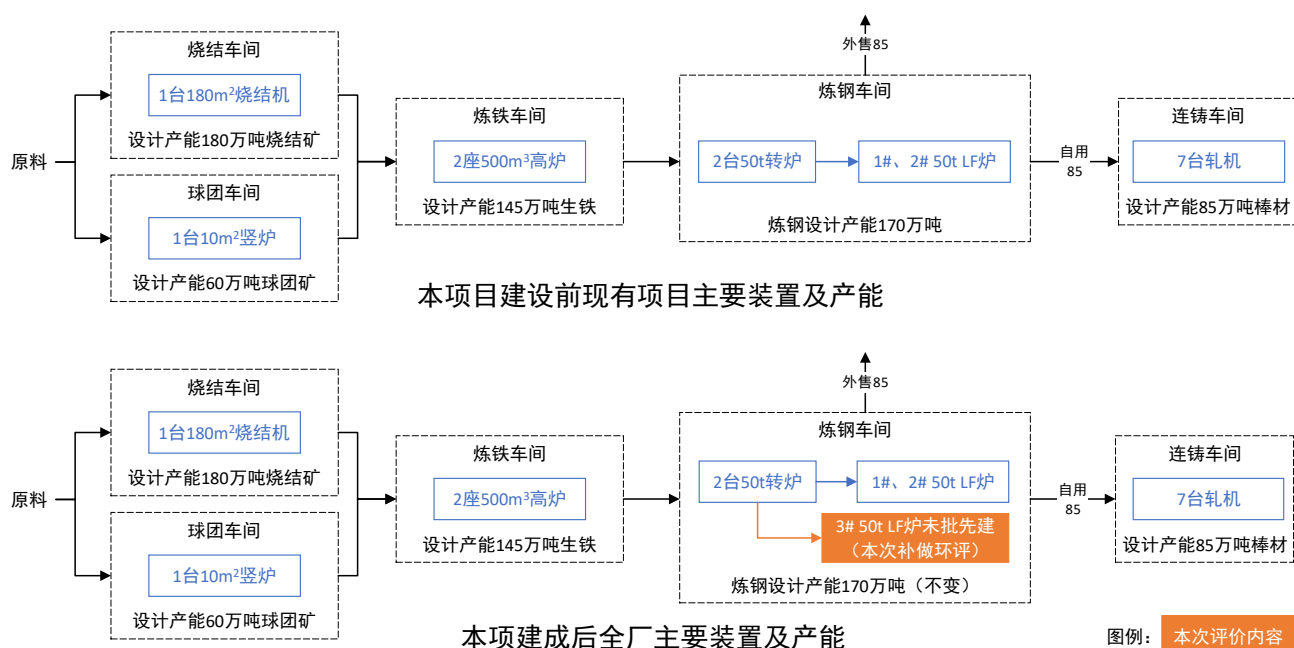 外售85
烧结车间
1台180m²烧结机
设计产能180万吨烧结矿
原料
球团车间
1台10m²竖炉
设计产能60万吨球团矿
炼铁车间
2座500m³高炉
设计产能145万吨生铁
炼钢车间
2台50t转炉
1#、2# 50t LF炉
炼钢设计产能170万吨
自用
85
连铸车间
7台轧机
设计产能85万吨棒材
本项目建设前现有项目主要装置及产能
外售85
烧结车间
1台180m²烧结机
设计产能180万吨烧结矿
原料
球团车间
1台10m²竖炉
设计产能60万吨球团矿
炼铁车间
2座500m³高炉
设计产能145万吨生铁
炼钢车间
2台50t转炉
1#、2# 50t LF炉
3# 50t LF炉未批先建
（本次补做环评）
炼钢设计产能170万吨（不变）
自用
85
连铸车间
7台轧机
设计产能85万吨棒材
本项建成后全厂主要装置及产能
图例：
本次评价内容